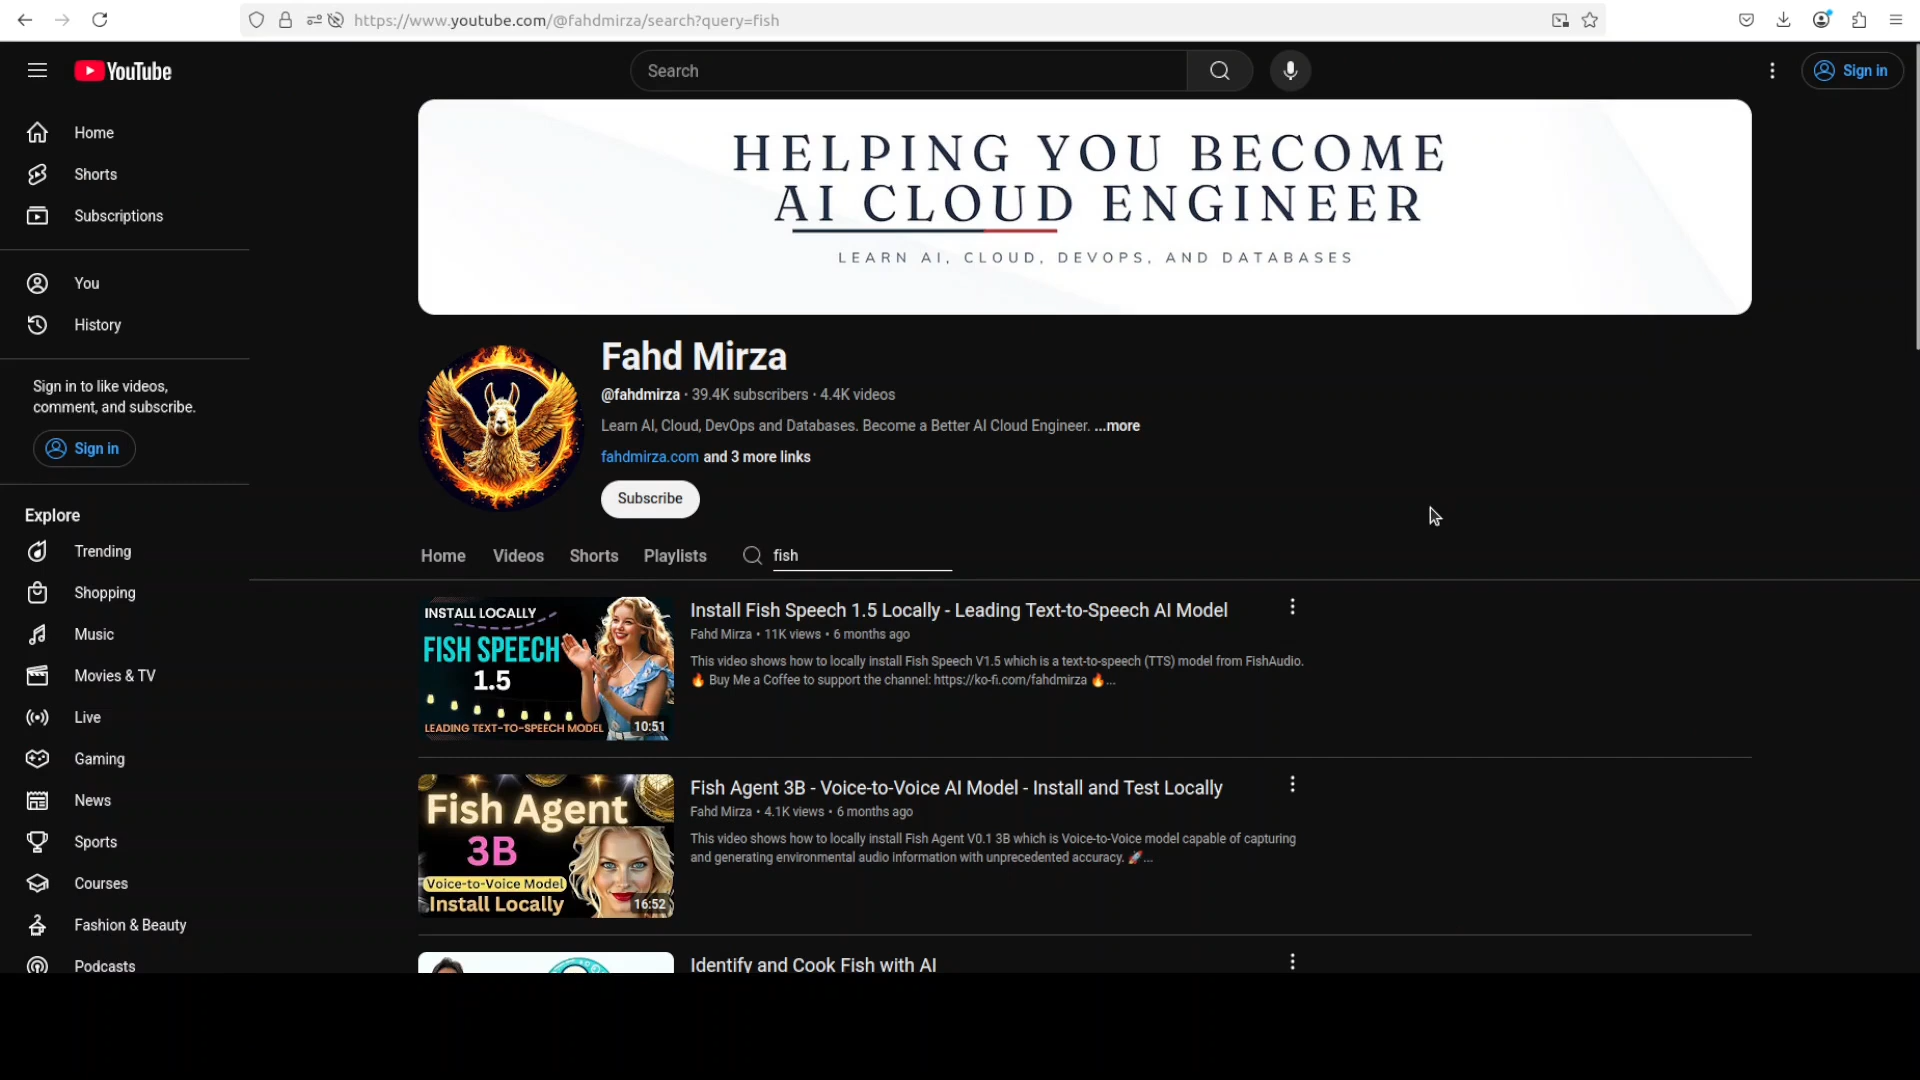 https://www.youtube.com/@fahdmirza/search?query=fish
YouTube
Search
Sign in
Home
Shorts
Subscriptions
You
History
Sign in to like videos,
comment, and subscribe.
Sign in
Explore
Trending
Shopping
Music
Movies & TV
Live
Gaming
News
Sports
Courses
Fashion & Beauty
Podcasts
HELPING YOU BECOME
AI CLOUD ENGINEER
LEARN AI, CLOUD, DEVOPS, AND DATABASES
Fahd Mirza
@fahdmirza · 39.4K subscribers · 4.4K videos
Learn AI, Cloud, DevOps and Databases. Become a Better AI Cloud Engineer. ...more
fahdmirza.com and 3 more links
Subscribe
Home Videos Shorts Playlists fish
INSTALL LOCALLY
FISH SPEECH
1.5
LEADING TEXT-TO-SPEECH MODEL
10:51
Install Fish Speech 1.5 Locally - Leading Text-to-Speech AI Model
Fahd Mirza • 11K views • 6 months ago
This video shows how to locally install Fish Speech V1.5 which is a text-to-speech (TTS) model from FishAudio.
🔥 Buy Me a Coffee to support the channel: https://ko-fi.com/fahdmirza 🔥...
Fish Agent
3B
Voice-to-Voice Model
Install Locally
16:52
Fish Agent 3B - Voice-to-Voice AI Model - Install and Test Locally
Fahd Mirza • 4.1K views • 6 months ago
This video shows how to locally install Fish Agent V0.1 3B which is Voice-to-Voice model capable of capturing
and generating environmental audio information with unprecedented accuracy. 🚀...
Identify and Cook Fish with AI